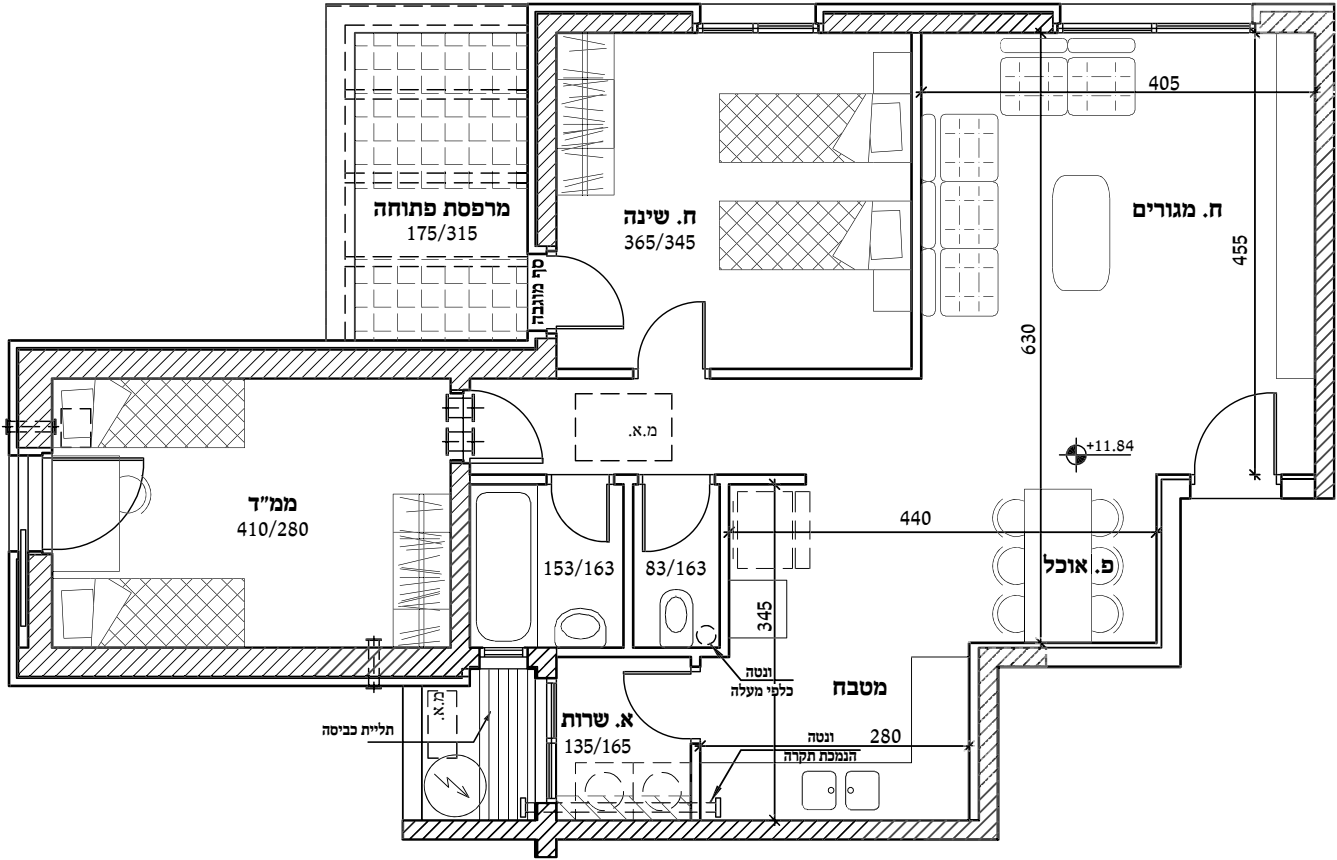 405
מרפסת פתוחה
175/315
ח. שינה
365/345
ח. מגורים
455
סף מוגבה
630
מ.א.
+11.84
ממ"ד
410/280
440
153/163
83/163
פ. אוכל
345
ונטה
כלפי מעלה
מטבח
מ.א.
תליית כביסה
א. שרות
135/165
ונטה
הנמכת תקרה
280